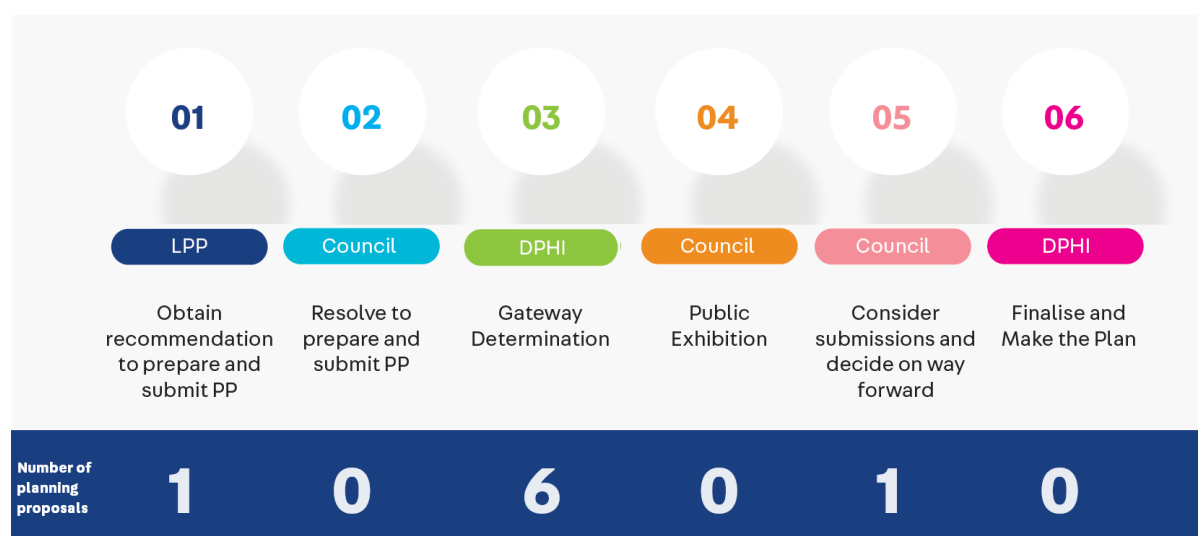 01
02
03
04
05
06
LPP
Council
DPHI
Council
Council
DPHI
Obtain
recommendation
to prepare and
submit PP
Resolve to
prepare and
submit PP
Gateway
Determination
Public
Exhibition
Consider
submissions and
decide on way
forward
Finalise and
Make the Plan
Number of
planning
proposals
1
0
6
0
1
0